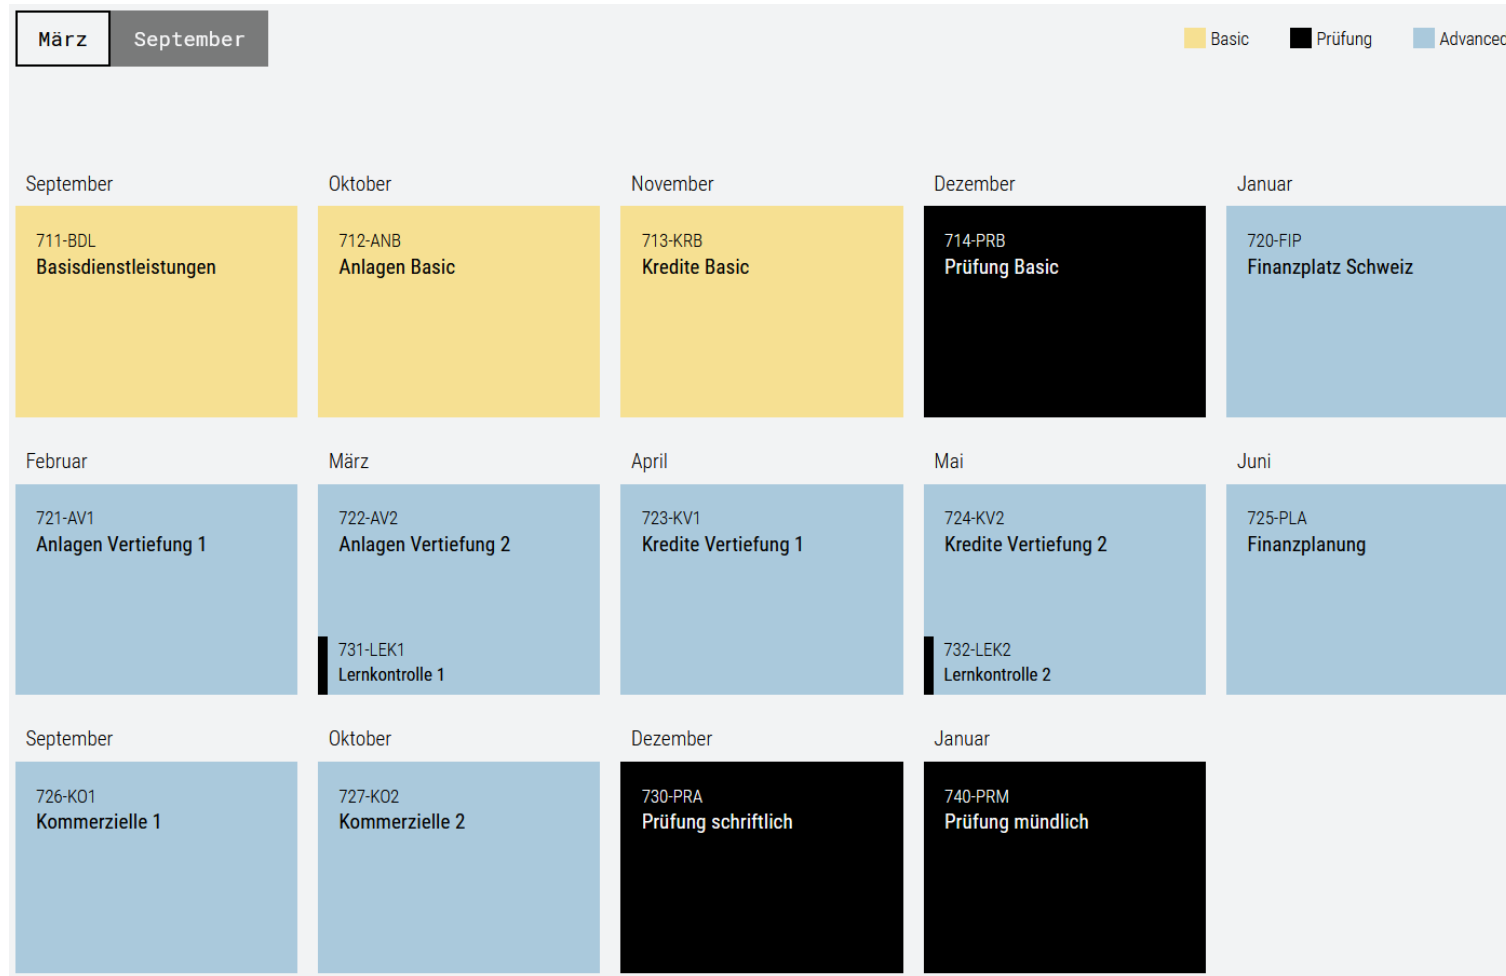 März
September
Basic
Prüfung
Advanced
September
Oktober
November
Dezember
Januar
711-BDL
Basisdienstleistungen
712-ANB
Anlagen Basic
713-KRB
Kredite Basic
714-PRB
Prüfung Basic
720-FIP
Finanzplatz Schweiz
Februar
März
April
Mai
Juni
721-AV1
Anlagen Vertiefung 1
722-AV2
Anlagen Vertiefung 2
731-LEK1
Lernkontrolle 1
723-KV1
Kredite Vertiefung 1
724-KV2
Kredite Vertiefung 2
732-LEK2
Lernkontrolle 2
725-PLA
Finanzplanung
September
Oktober
Dezember
Januar
726-KO1
Kommerzielle 1
727-KO2
Kommerzielle 2
730-PRA
Prüfung schriftlich
740-PRM
Prüfung mündlich